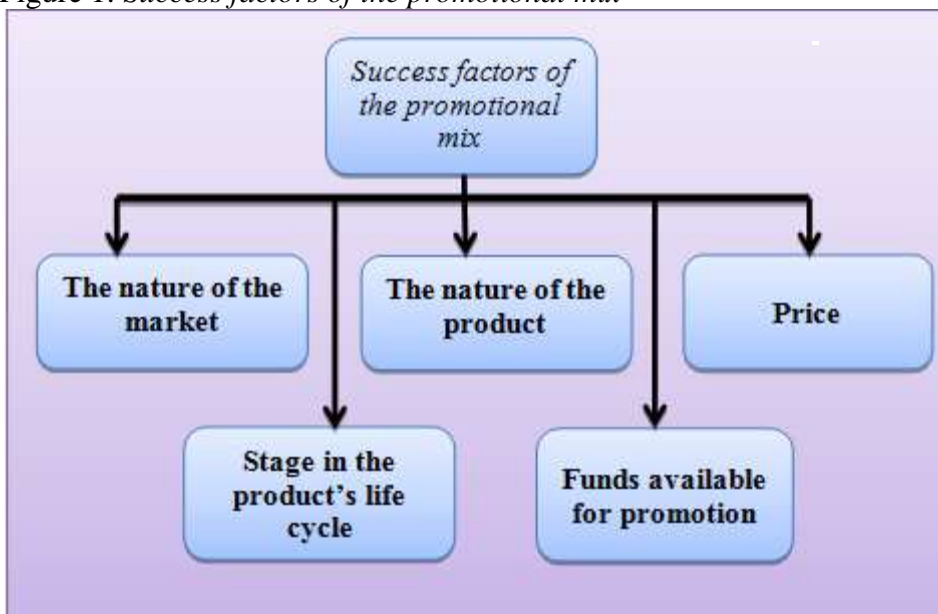 Figure 1. Success factors of the promotional mix
Success factors of
the promotional
mix
The nature of the
market
The nature of the
product
Price
Stage in the
product’s life
cycle
Funds available
for promotion